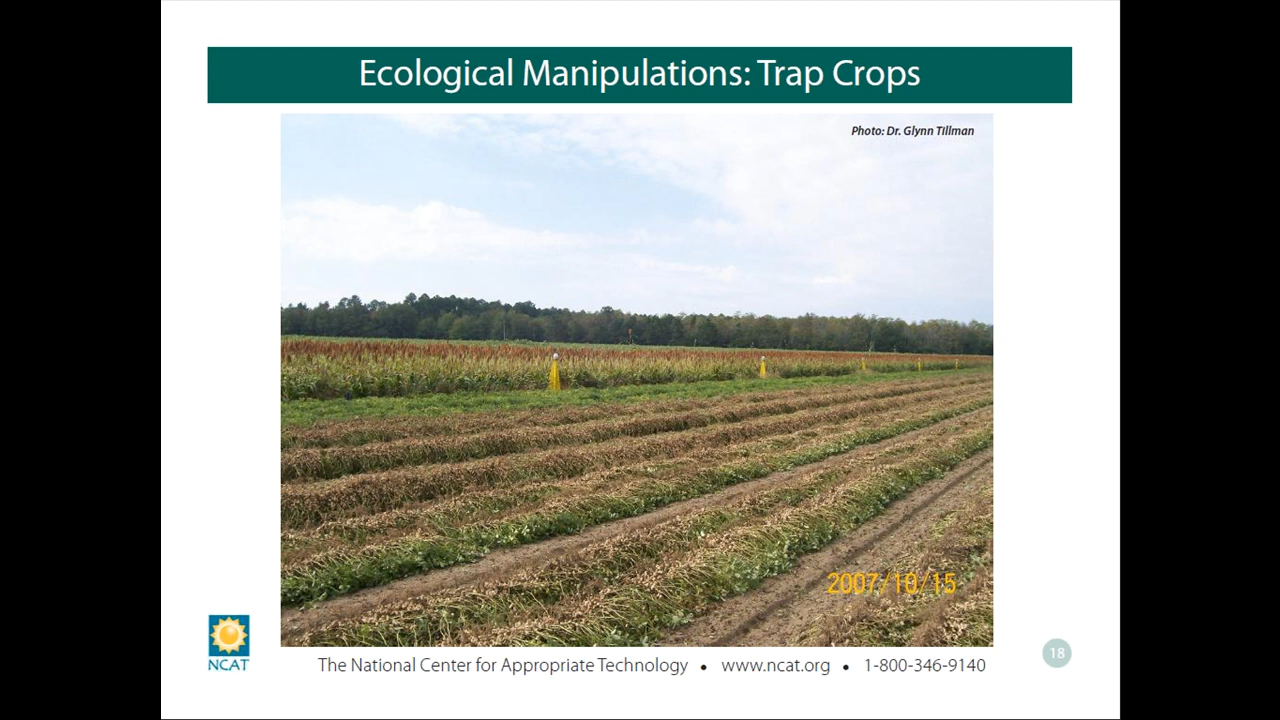 Ecological Manipulations: Trap Crops
Photo: Dr. Glynn Tillman
2007/10/15
NCAT
The National Center for Appropriate Technology • www.ncat.org • 1-800-346-9140
18